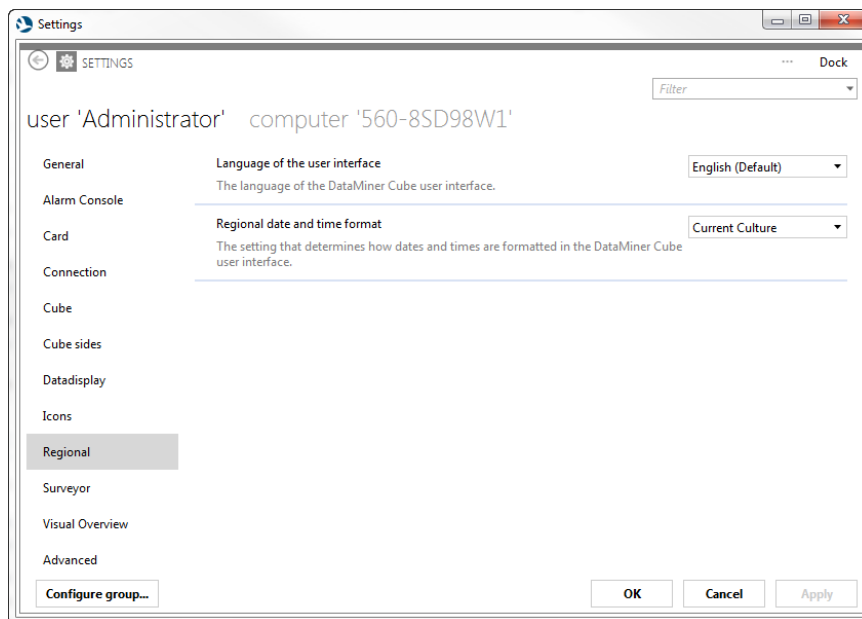 Settings
SETTINGS
... Dock
Filter
user 'Administrator' computer '560-8SD98W1'
General
Alarm Console
Card
Connection
Cube
Cube sides
Datadisplay
Icons
Regional
Surveyor
Visual Overview
Advanced
Language of the user interface
English (Default)
The language of the DataMiner Cube user interface.
Regional date and time format
Current Culture
The setting that determines how dates and times are formatted in the DataMiner Cube
user interface.
Configure group...
OK
Cancel
Apply